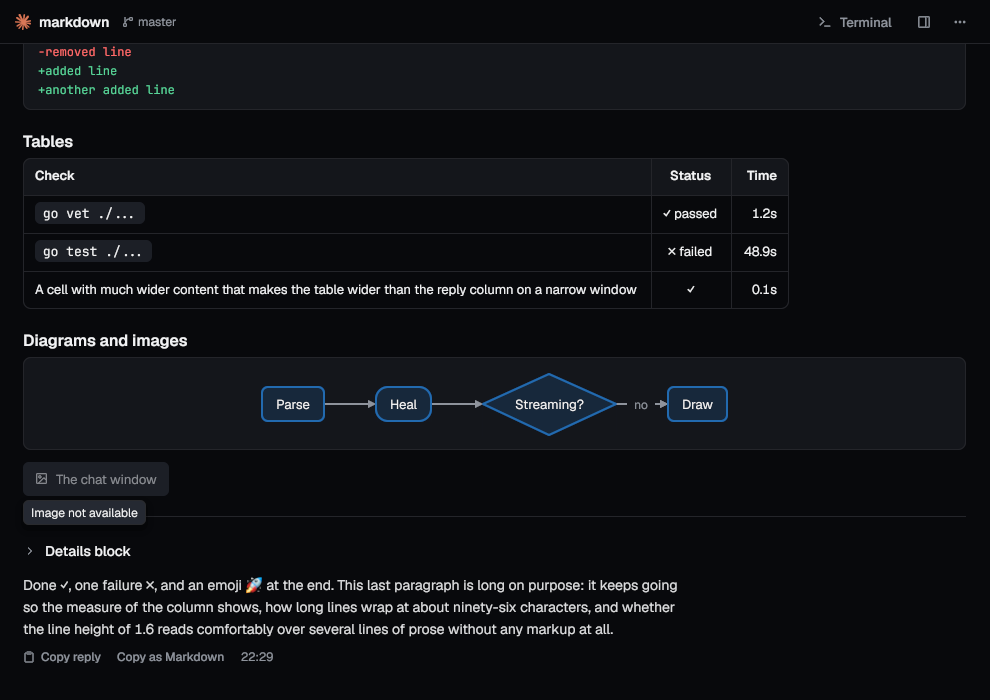 markdown master Terminal
-removed line
+added line
+another added line
Tables
Check Status Time
go vet ./... ✓ passed 1.2s
go test ./... ✕ failed 48.9s
A cell with much wider content that makes the table wider than the reply column on a narrow window ✓ 0.1s
Diagrams and images
Parse Heal Streaming? no Draw
The chat window
Image not available
Details block
Done ✓, one failure ✕, and an emoji 🚀 at the end. This last paragraph is long on purpose: it keeps going
so the measure of the column shows, how long lines wrap at about ninety-six characters, and whether
the line height of 1.6 reads comfortably over several lines of prose without any markup at all.
Copy reply Copy as Markdown 22:29